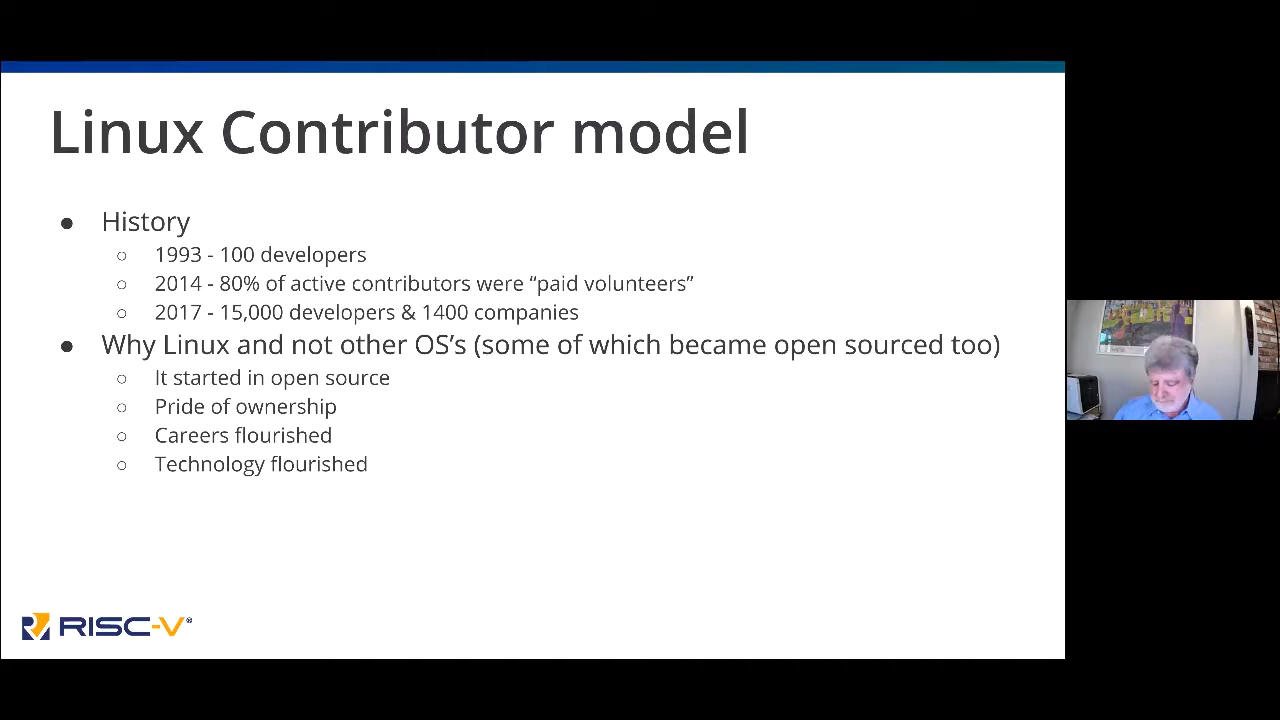 Linux Contributor model
● History
○ 1993 - 100 developers
○ 2014 - 80% of active contributors were “paid volunteers”
○ 2017 - 15,000 developers & 1400 companies
● Why Linux and not other OS’s (some of which became open sourced too)
○ It started in open source
○ Pride of ownership
○ Careers flourished
○ Technology flourished
RISC-V®